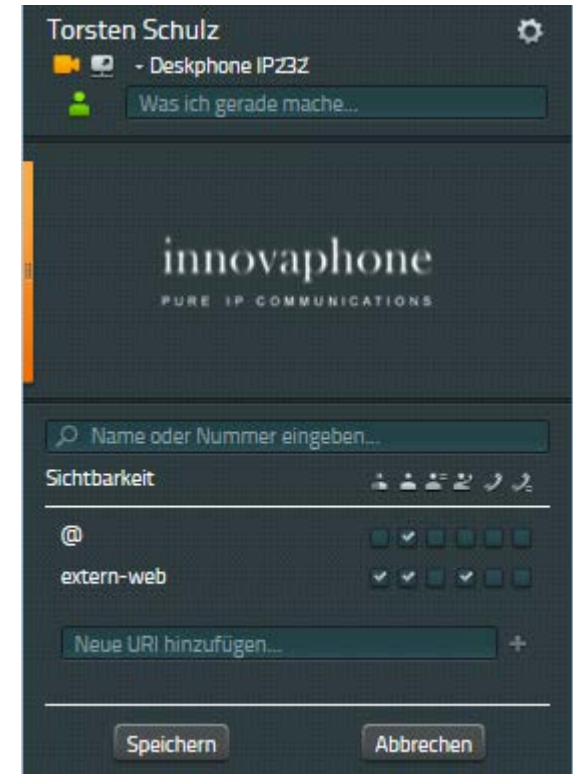 Torsten Schulz
- Deskphone IP232
Was ich gerade mache...
innovaphone
PURE IP COMMUNICATIONS
Name oder Nummer eingeben...
Sichtbarkeit
@
extern-web
Neue URI hinzufügen...
+
Speichern
Abbrechen